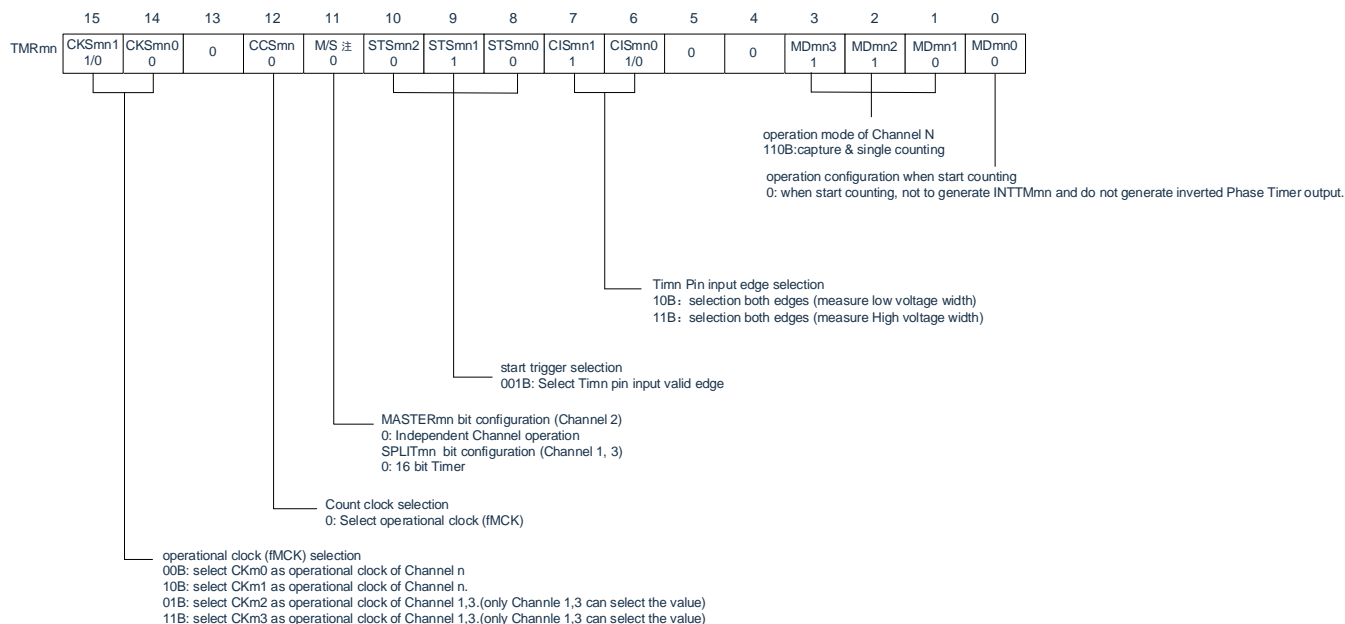 15 14 13 12 11 10 9 8 7 6 5 4 3 2 1 0
TMRmn CKSmn1 CKSmn0 0 CCSmn M/S 注 STSmn2 STSmn1 STSmn0 CISmn1 CISmn0 0 0 MDmn3 MDmn2 MDmn1 MDmn0
1/0 0 0 0 0 1 0 1 1/0 1 1 0 0
operation mode of Channel N
110B:capture & single counting
operation configuration when start counting
0: when start counting, not to generate INTTMmn and do not generate inverted Phase Timer output.
Timn Pin input edge selection
10B：selection both edges (measure low voltage width)
11B：selection both edges (measure High voltage width)
start trigger selection
001B: Select Timn pin input valid edge
MASTERmn bit configuration (Channel 2)
0: Independent Channel operation
SPLITmn bit configuration (Channel 1, 3)
0: 16 bit Timer
Count clock selection
0: Select operational clock (fMCK)
operational clock (fMCK) selection
00B: select CKm0 as operational clock of Channel n
10B: select CKm1 as operational clock of Channel n.
01B: select CKm2 as operational clock of Channel 1,3.(only Channle 1,3 can select the value)
11B: select CKm3 as operational clock of Channel 1,3.(only Channle 1,3 can select the value)